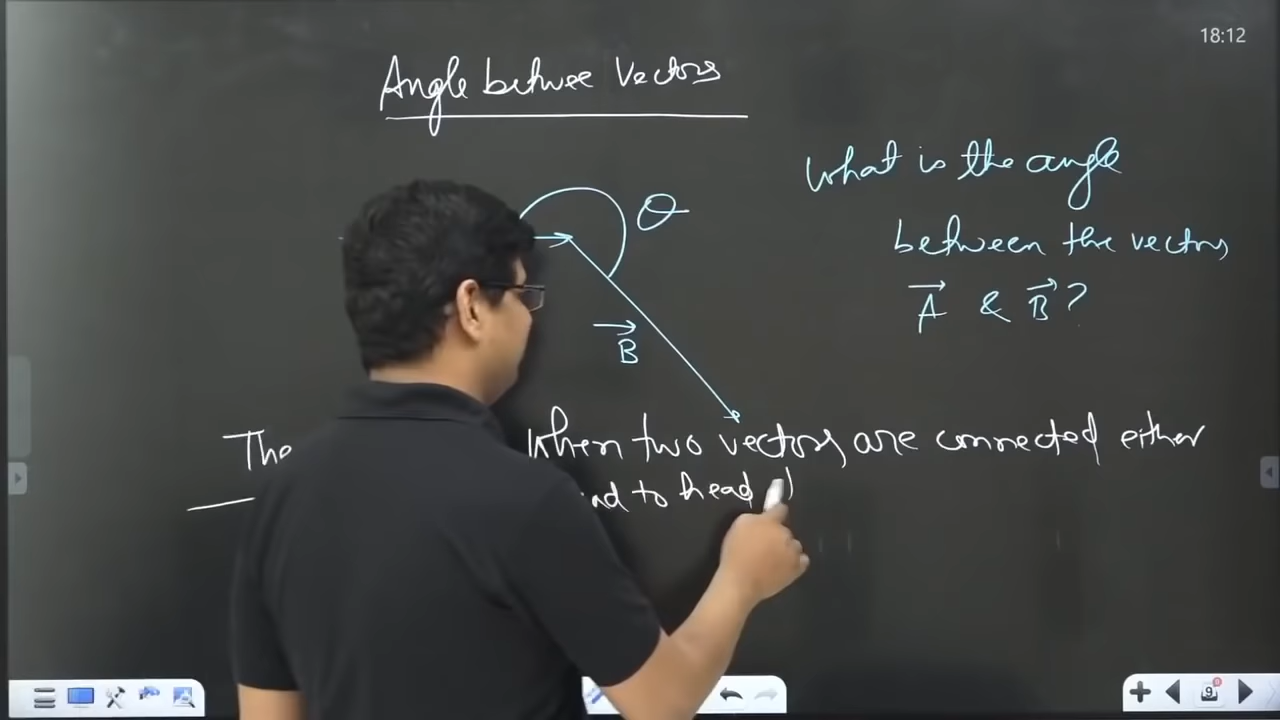 18:12
Angle betwee Vectors
What is the angle
between the vectors
A & B?
θ
B
The When two vectors are connected either
to head
9